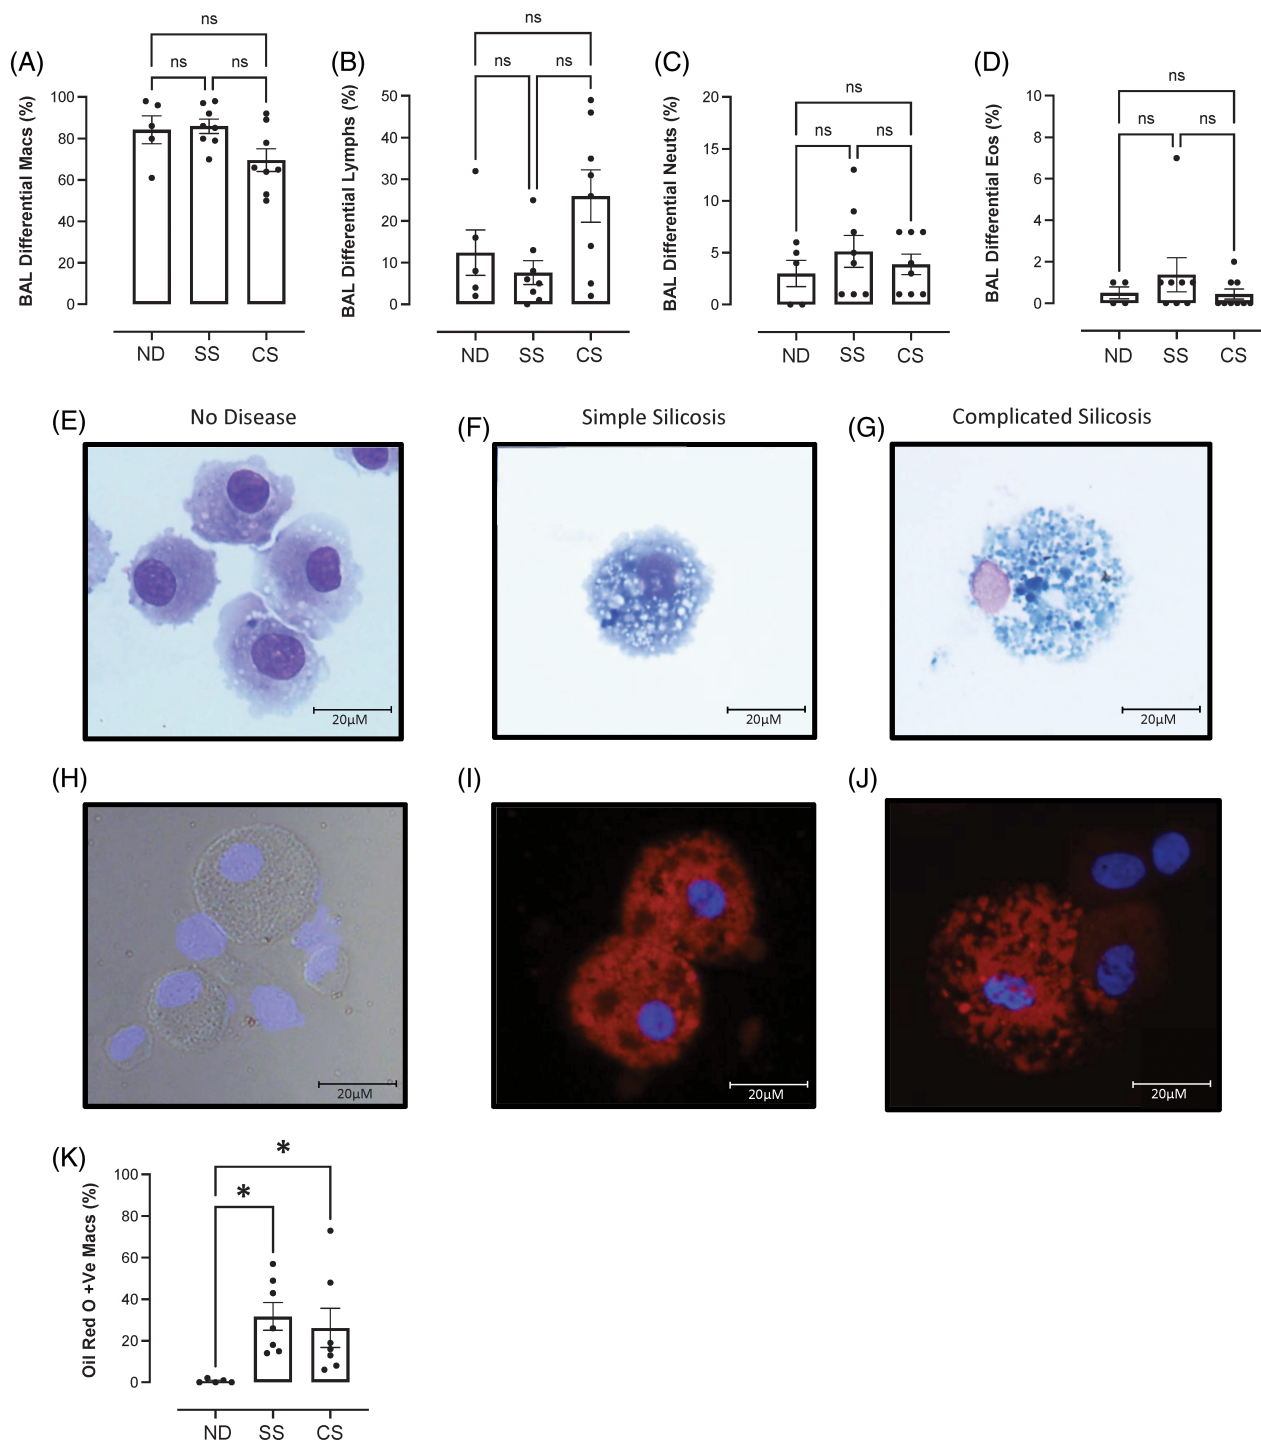 (A)
ns
ns
ns
BAL Differential Macs (%)
100
80
60
40
20
0
ND
SS
CS
(B)
ns
ns
ns
BAL Differential Lymphs (%)
50
40
30
20
10
0
ND
SS
CS
(C)
ns
ns
ns
BAL Differential Neuts (%)
20
15
10
5
0
ND
SS
CS
(D)
ns
ns
ns
BAL Differential Eos (%)
10
8
6
4
2
0
ND
SS
CS
(E)
No Disease
20µM
(F)
Simple Silicosis
20µM
(G)
Complicated Silicosis
20µM
(H)
20µM
(I)
20µM
(J)
20µM
(K)
*
*
Oil Red O +Ve Macs (%)
100
80
60
40
20
0
ND
SS
CS